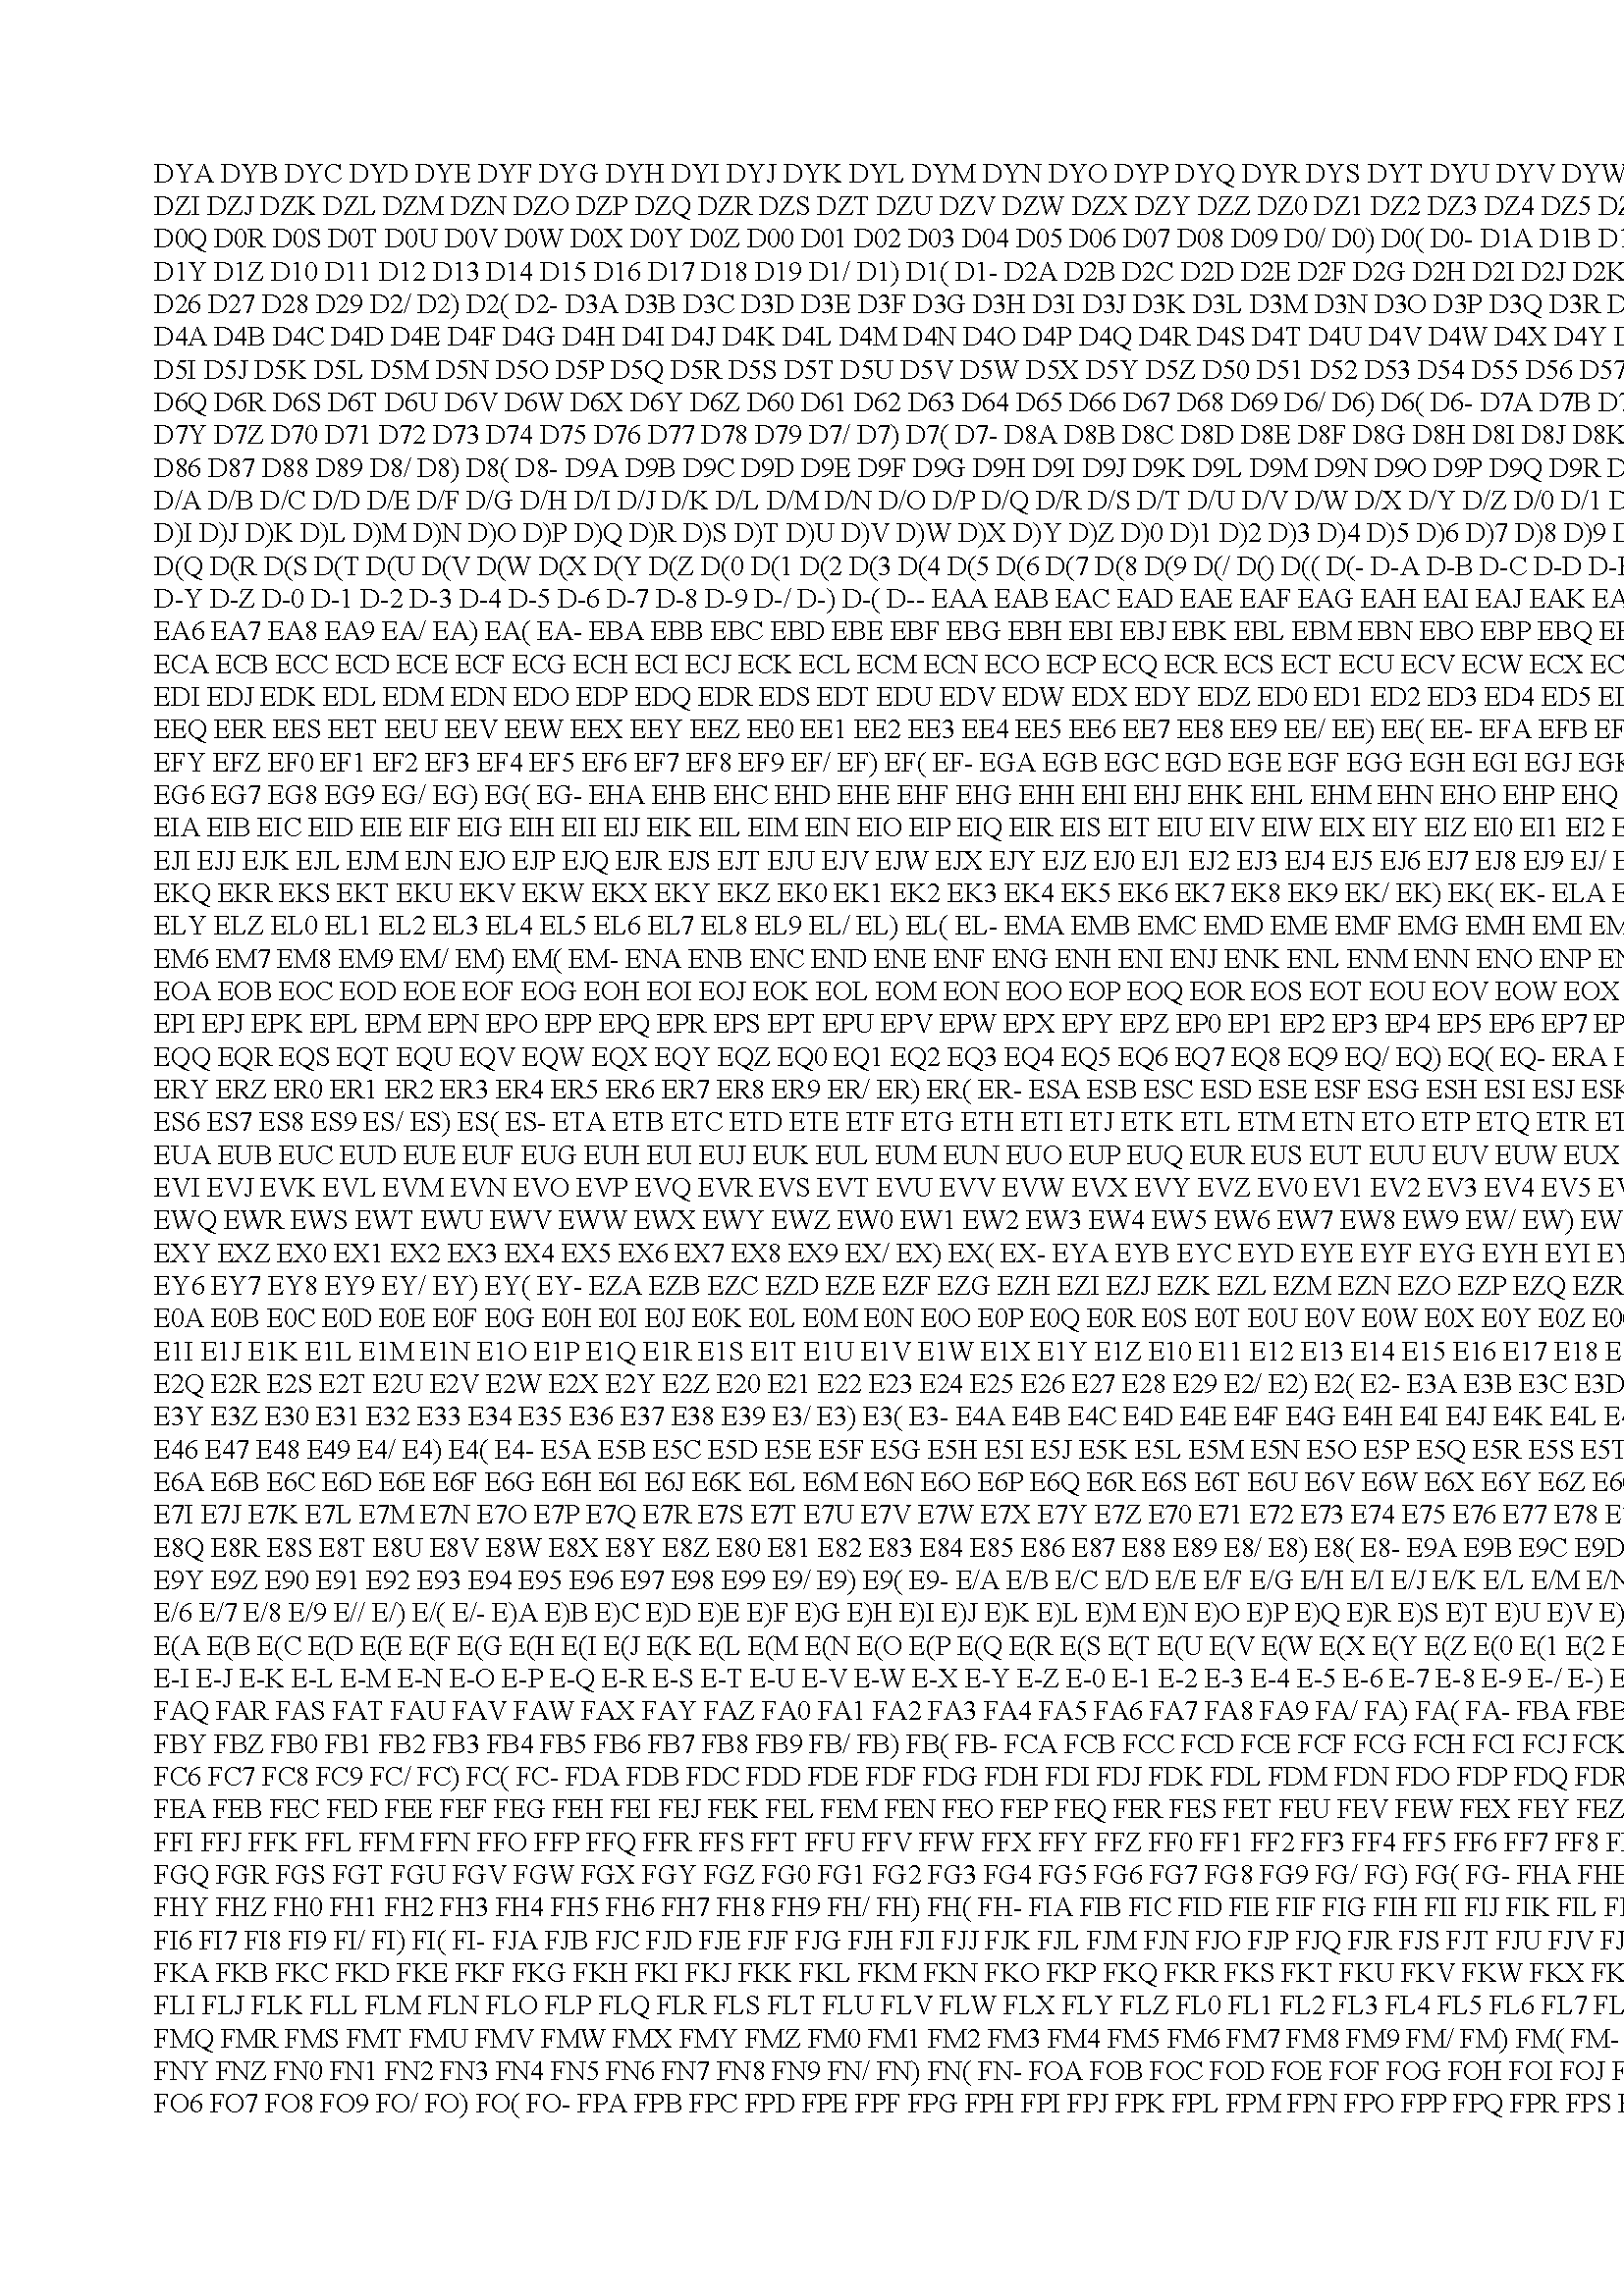 DYA DYB DYC DYD DYE DYF DYG DYH DYI DYJ DYK DYL DYM DYN DYO DYP DYQ DYR DYS DYT DYU DYV DYW
DZI DZJ DZK DZL DZM DZN DZO DZP DZQ DZR DZS DZT DZU DZV DZW DZX DZY DZZ DZ0 DZ1 DZ2 DZ3 DZ4 DZ5
D0Q D0R D0S D0T D0U D0V D0W D0X D0Y D0Z D00 D01 D02 D03 D04 D05 D06 D07 D08 D09 D0/ D0) D0( D0- D1A D1B
D1Y D1Z D10 D11 D12 D13 D14 D15 D16 D17 D18 D19 D1/ D1) D1( D1- D2A D2B D2C D2D D2E D2F D2G D2H D2I D2J D2K
D26 D27 D28 D29 D2/ D2) D2( D2- D3A D3B D3C D3D D3E D3F D3G D3H D3I D3J D3K D3L D3M D3N D3O D3P D3Q D3R
D4A D4B D4C D4D D4E D4F D4G D4H D4I D4J D4K D4L D4M D4N D4O D4P D4Q D4R D4S D4T D4U D4V D4W D4X D4Y
D5I D5J D5K D5L D5M D5N D5O D5P D5Q D5R D5S D5T D5U D5V D5W D5X D5Y D5Z D50 D51 D52 D53 D54 D55 D56 D57
D6Q D6R D6S D6T D6U D6V D6W D6X D6Y D6Z D60 D61 D62 D63 D64 D65 D66 D67 D68 D69 D6/ D6) D6( D6- D7A D7B
D7Y D7Z D70 D71 D72 D73 D74 D75 D76 D77 D78 D79 D7/ D7) D7( D7- D8A D8B D8C D8D D8E D8F D8G D8H D8I D8J D8K
D86 D87 D88 D89 D8/ D8) D8( D8- D9A D9B D9C D9D D9E D9F D9G D9H D9I D9J D9K D9L D9M D9N D9O D9P D9Q D9R
D/A D/B D/C D/D D/E D/F D/G D/H D/I D/J D/K D/L D/M D/N D/O D/P D/Q D/R D/S D/T D/U D/V D/W D/X D/Y D/Z D/0 D/1
D)I D)J D)K D)L D)M D)N D)O D)P D)Q D)R D)S D)T D)U D)V D)W D)X D)Y D)Z D)0 D)1 D)2 D)3 D)4 D)5 D)6 D)7 D)8 D)9
D(Q D(R D(S D(T D(U D(V D(W D(X D(Y D(Z D(0 D(1 D(2 D(3 D(4 D(5 D(6 D(7 D(8 D(9 D(/ D() D(( D(- D-A D-B D-C D-D
D-Y D-Z D-0 D-1 D-2 D-3 D-4 D-5 D-6 D-7 D-8 D-9 D-/ D-) D-( D-- EAA EAB EAC EAD EAE EAF EAG EAH EAI EAJ EAK
EA6 EA7 EA8 EA9 EA/ EA) EA( EA- EBA EBB EBC EBD EBE EBF EBG EBH EBI EBJ EBK EBL EBM EBN EBO EBP EBQ
ECA ECB ECC ECD ECE ECF ECG ECH ECI ECJ ECK ECL ECM ECN ECO ECP ECQ ECR ECS ECT ECU ECV ECW ECX
EDI EDJ EDK EDL EDM EDN EDO EDP EDQ EDR EDS EDT EDU EDV EDW EDX EDY EDZ ED0 ED1 ED2 ED3 ED4 ED5
EEQ EER EES EET EEU EEV EEW EEX EEY EEZ EE0 EE1 EE2 EE3 EE4 EE5 EE6 EE7 EE8 EE9 EE/ EE) EE( EE- EFA EFB
EFY EFZ EF0 EF1 EF2 EF3 EF4 EF5 EF6 EF7 EF8 EF9 EF/ EF) EF( EF- EGA EGB EGC EGD EGE EGF EGG EGH EGI EGJ
EG6 EG7 EG8 EG9 EG/ EG) EG( EG- EHA EHB EHC EHD EHE EHF EHG EHH EHI EHJ EHK EHL EHM EHN EHO EHP EHQ
EIA EIB EIC EID EIE EIF EIG EIH EII EIJ EIK EIL EIM EIN EIO EIP EIQ EIR EIS EIT EIU EIV EIW EIX EIY EIZ EI0 EI1 EI2
EJI EJJ EJK EJL EJM EJN EJO EJP EJQ EJR EJS EJT EJU EJV EJW EJX EJY EJZ EJ0 EJ1 EJ2 EJ3 EJ4 EJ5 EJ6 EJ7 EJ8 EJ9 EJ/
EKQ EKR EKS EKT EKU EKV EKW EKX EKY EKZ EK0 EK1 EK2 EK3 EK4 EK5 EK6 EK7 EK8 EK9 EK/ EK) EK( EK- ELA
ELY ELZ EL0 EL1 EL2 EL3 EL4 EL5 EL6 EL7 EL8 EL9 EL/ EL) EL( EL- EMA EMB EMC EMD EME EMF EMG EMH EMI
EM6 EM7 EM8 EM9 EM/ EM) EM( EM- ENA ENB ENC END ENE ENF ENG ENH ENI ENJ ENK ENL ENM ENN ENO ENP
EOA EOB EOC EOD EOE EOF EOG EOH EOI EOJ EOK EOL EOM EON EOO EOP EOQ EOR EOS EOT EOU EOV EOW EOX
EPI EPJ EPK EPL EPM EPN EPO EPP EPQ EPR EPS EPT EPU EPV EPW EPX EPY EPZ EP0 EP1 EP2 EP3 EP4 EP5 EP6 EP7
EQQ EQR EQS EQT EQU EQV EQW EQX EQY EQZ EQ0 EQ1 EQ2 EQ3 EQ4 EQ5 EQ6 EQ7 EQ8 EQ9 EQ/ EQ) EQ( EQ- ERA
ERY ERZ ER0 ER1 ER2 ER3 ER4 ER5 ER6 ER7 ER8 ER9 ER/ ER) ER( ER- ESA ESB ESC ESD ESE ESF ESG ESH ESI ESJ
ES6 ES7 ES8 ES9 ES/ ES) ES( ES- ETA ETB ETC ETD ETE ETF ETG ETH ETI ETJ ETK ETL ETM ETN ETO ETP ETQ ETR
EUA EUB EUC EUD EUE EUF EUG EUH EUI EUJ EUK EUL EUM EUN EUO EUP EUQ EUR EUS EUT EUU EUV EUW EUX
EVI EVJ EVK EVL EVM EVN EVO EVP EVQ EVR EVS EVT EVU EVV EVW EVX EVY EVZ EV0 EV1 EV2 EV3 EV4 EV5
EWQ EWR EWS EWT EWU EWV EWW EWX EWY EWZ EW0 EW1 EW2 EW3 EW4 EW5 EW6 EW7 EW8 EW9 EW/ EW)
EXY EXZ EX0 EX1 EX2 EX3 EX4 EX5 EX6 EX7 EX8 EX9 EX/ EX) EX( EX- EYA EYB EYC EYD EYE EYF EYG EYH EYI
EY6 EY7 EY8 EY9 EY/ EY) EY( EY- EZA EZB EZC EZD EZE EZF EZG EZH EZI EZJ EZK EZL EZM EZN EZO EZP EZQ EZR
E0A E0B E0C E0D E0E E0F E0G E0H E0I E0J E0K E0L E0M E0N E0O E0P E0Q E0R E0S E0T E0U E0V E0W E0X E0Y E0Z
E1I E1J E1K E1L E1M E1N E1O E1P E1Q E1R E1S E1T E1U E1V E1W E1X E1Y E1Z E10 E11 E12 E13 E14 E15 E16 E17 E18
E2Q E2R E2S E2T E2U E2V E2W E2X E2Y E2Z E20 E21 E22 E23 E24 E25 E26 E27 E28 E29 E2/ E2) E2( E2- E3A E3B E3C E3D
E3Y E3Z E30 E31 E32 E33 E34 E35 E36 E37 E38 E39 E3/ E3) E3( E3- E4A E4B E4C E4D E4E E4F E4G E4H E4I E4J E4K E4L
E46 E47 E48 E49 E4/ E4) E4( E4- E5A E5B E5C E5D E5E E5F E5G E5H E5I E5J E5K E5L E5M E5N E5O E5P E5Q E5R E5S E5T
E6A E6B E6C E6D E6E E6F E6G E6H E6I E6J E6K E6L E6M E6N E6O E6P E6Q E6R E6S E6T E6U E6V E6W E6X E6Y E6Z
E7I E7J E7K E7L E7M E7N E7O E7P E7Q E7R E7S E7T E7U E7V E7W E7X E7Y E7Z E70 E71 E72 E73 E74 E75 E76 E77 E78
E8Q E8R E8S E8T E8U E8V E8W E8X E8Y E8Z E80 E81 E82 E83 E84 E85 E86 E87 E88 E89 E8/ E8) E8( E8- E9A E9B E9C E9D
E9Y E9Z E90 E91 E92 E93 E94 E95 E96 E97 E98 E99 E9/ E9) E9( E9- E/A E/B E/C E/D E/E E/F E/G E/H E/I E/J E/K E/L E/M E/N
E/6 E/7 E/8 E/9 E// E/) E/( E/- E)A E)B E)C E)D E)E E)F E)G E)H E)I E)J E)K E)L E)M E)N E)O E)P E)Q E)R E)S E)T E)U E)V
E(A E(B E(C E(D E(E E(F E(G E(H E(I E(J E(K E(L E(M E(N E(O E(P E(Q E(R E(S E(T E(U E(V E(W E(X E(Y E(Z E(0 E(1 E(2
E-I E-J E-K E-L E-M E-N E-O E-P E-Q E-R E-S E-T E-U E-V E-W E-X E-Y E-Z E-0 E-1 E-2 E-3 E-4 E-5 E-6 E-7 E-8 E-9 E-/ E-)
FAQ FAR FAS FAT FAU FAV FAW FAX FAY FAZ FA0 FA1 FA2 FA3 FA4 FA5 FA6 FA7 FA8 FA9 FA/ FA) FA( FA- FBA FBB
FBY FBZ FB0 FB1 FB2 FB3 FB4 FB5 FB6 FB7 FB8 FB9 FB/ FB) FB( FB- FCA FCB FCC FCD FCE FCF FCG FCH FCI FCJ FCK
FC6 FC7 FC8 FC9 FC/ FC) FC( FC- FDA FDB FDC FDD FDE FDF FDG FDH FDI FDJ FDK FDL FDM FDN FDO FDP FDQ FDR
FEA FEB FEC FED FEE FEF FEG FEH FEI FEJ FEK FEL FEM FEN FEO FEP FEQ FER FES FET FEU FEV FEW FEX FEY FEZ
FFI FFJ FFK FFL FFM FFN FFO FFP FFQ FFR FFS FFT FFU FFV FFW FFX FFY FFZ FF0 FF1 FF2 FF3 FF4 FF5 FF6 FF7 FF8
FGQ FGR FGS FGT FGU FGV FGW FGX FGY FGZ FG0 FG1 FG2 FG3 FG4 FG5 FG6 FG7 FG8 FG9 FG/ FG) FG( FG- FHA
FHY FHZ FH0 FH1 FH2 FH3 FH4 FH5 FH6 FH7 FH8 FH9 FH/ FH) FH( FH- FIA FIB FIC FID FIE FIF FIG FIH FII FIJ FIK FIL
FI6 FI7 FI8 FI9 FI/ FI) FI( FI- FJA FJB FJC FJD FJE FJF FJG FJH FJI FJJ FJK FJL FJM FJN FJO FJP FJQ FJR FJS FJT FJU FJV
FKA FKB FKC FKD FKE FKF FKG FKH FKI FKJ FKK FKL FKM FKN FKO FKP FKQ FKR FKS FKT FKU FKV FKW FKX
FLI FLJ FLK FLL FLM FLN FLO FLP FLQ FLR FLS FLT FLU FLV FLW FLX FLY FLZ FL0 FL1 FL2 FL3 FL4 FL5 FL6 FL7
FMQ FMR FMS FMT FMU FMV FMW FMX FMY FMZ FM0 FM1 FM2 FM3 FM4 FM5 FM6 FM7 FM8 FM9 FM/ FM) FM( FM-
FNY FNZ FN0 FN1 FN2 FN3 FN4 FN5 FN6 FN7 FN8 FN9 FN/ FN) FN( FN- FOA FOB FOC FOD FOE FOF FOG FOH FOI FOJ
FO6 FO7 FO8 FO9 FO/ FO) FO( FO- FPA FPB FPC FPD FPE FPF FPG FPH FPI FPJ FPK FPL FPM FPN FPO FPP FPQ FPR FPS